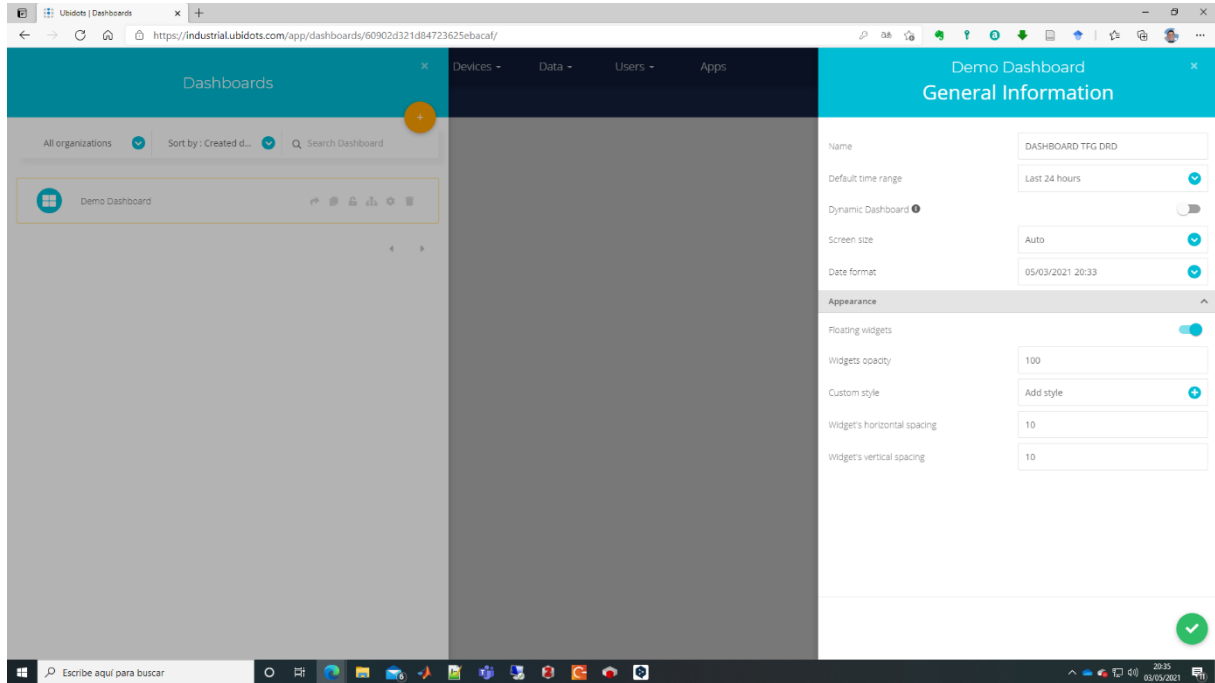 Ubidots | Dashboards
https://industrial.ubidots.com/app/dashboards/60902d321d84723625ebacaf/
Dashboards
All organizations
Sort by : Created d...
Search Dashboard
Demo Dashboard
Devices
Data
Users
Apps
Demo Dashboard
General Information
Name
DASHBOARD TFG DRD
Default time range
Last 24 hours
Dynamic Dashboard
Screen size
Auto
Date format
05/03/2021 20:33
Appearance
Floating widgets
Widgets opacity
100
Custom style
Add style
Widget's horizontal spacing
10
Widget's vertical spacing
10
Escribe aquí para buscar
20:35
03/05/2021